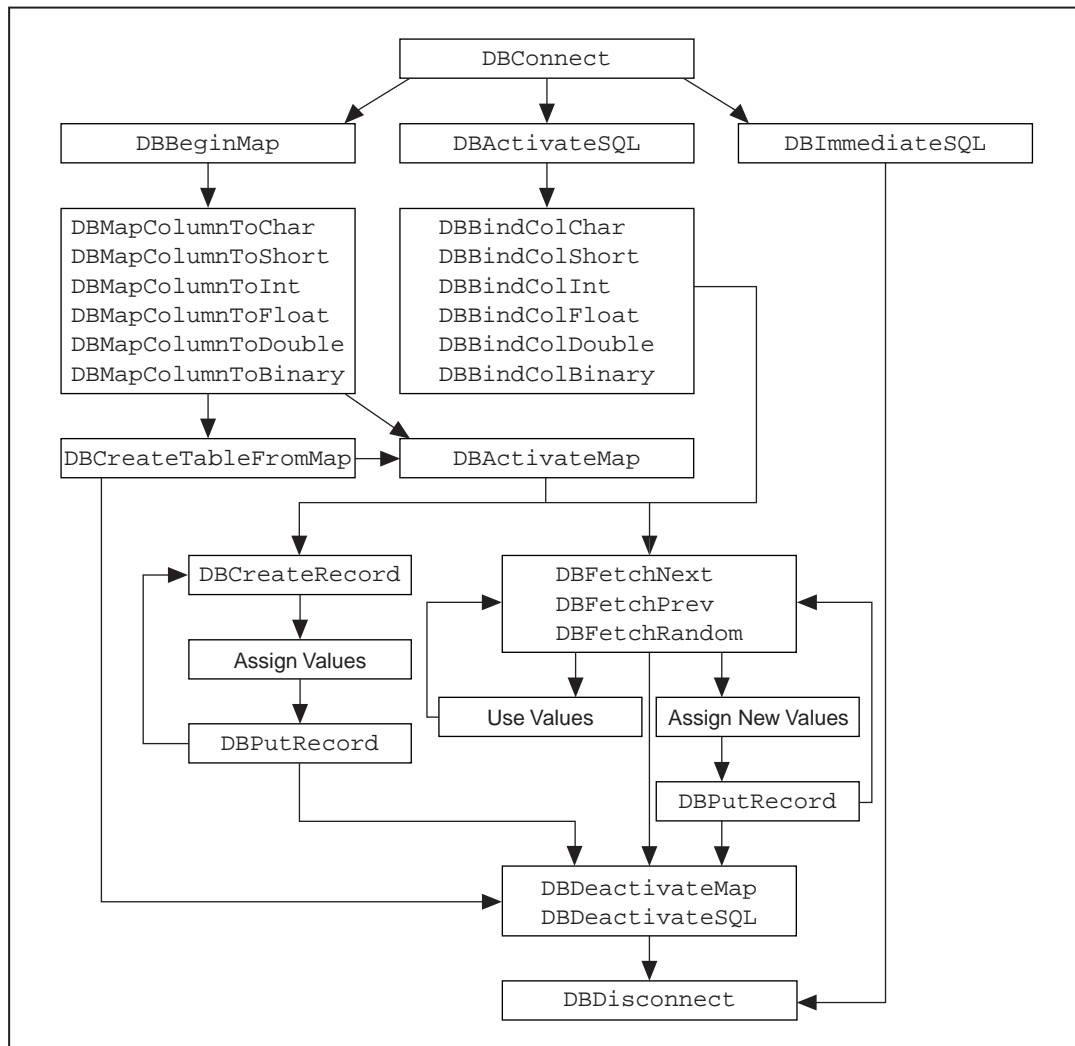 DBConnect
DBBeginMap
DBActivateSQL
DBImmediateSQL
DBMapColumnToChar
DBMapColumnToShort
DBMapColumnToInt
DBMapColumnToFloat
DBMapColumnToDouble
DBMapColumnToBinary
DBBindColChar
DBBindColShort
DBBindColInt
DBBindColFloat
DBBindColDouble
DBBindColBinary
DBCreateTableFromMap
DBActivateMap
DBCreateRecord
Assign Values
DBPutRecord
DBFetchNext
DBFetchPrev
DBFetchRandom
Use Values
Assign New Values
DBPutRecord
DBDeactivateMap
DBDeactivateSQL
DBDisconnect